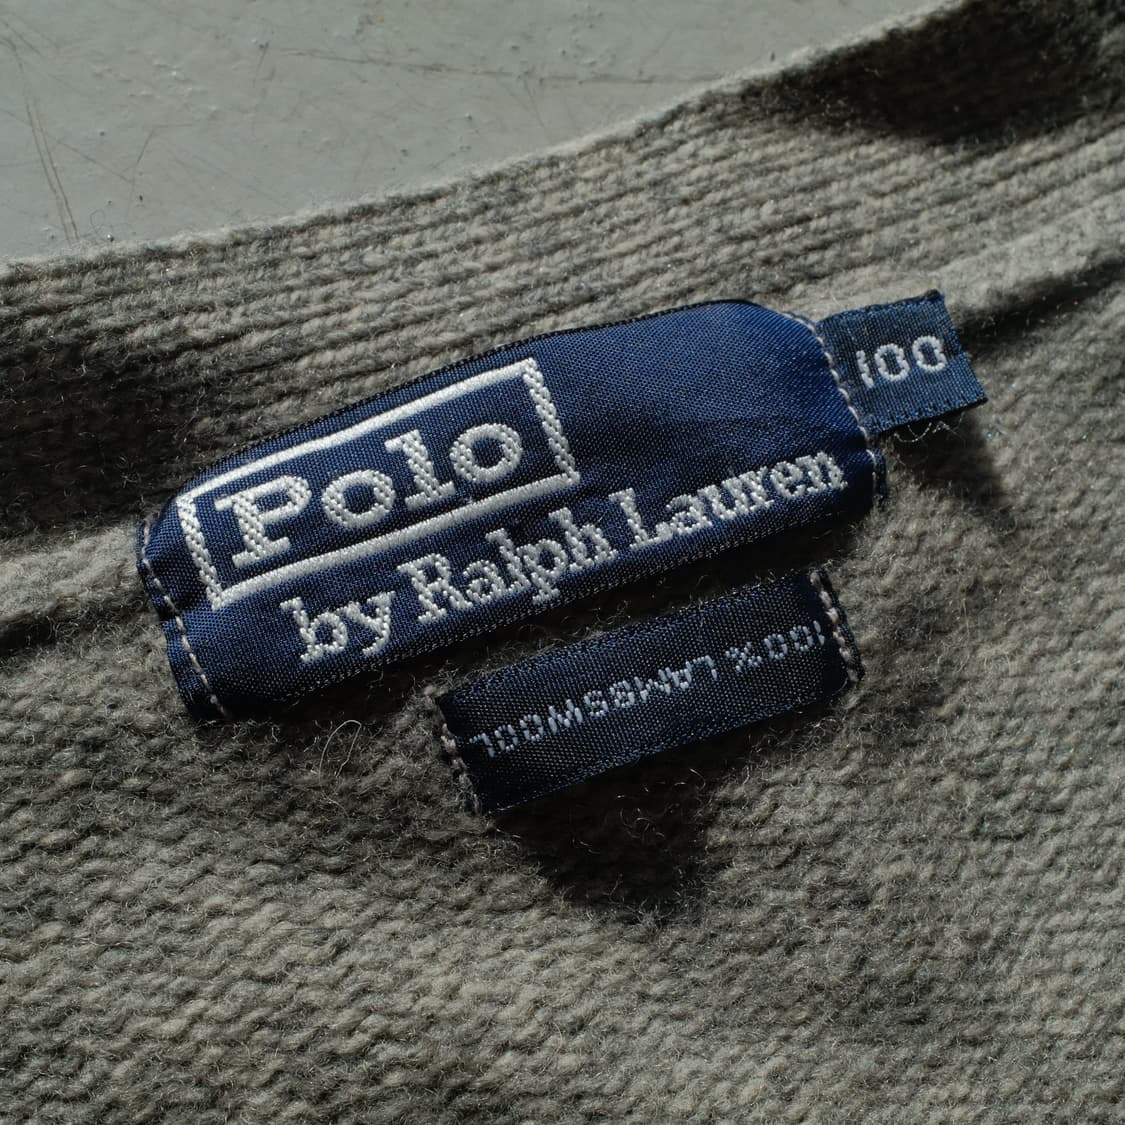 Polo
by Ralph Lauren
100
100% LAMBSWOOL